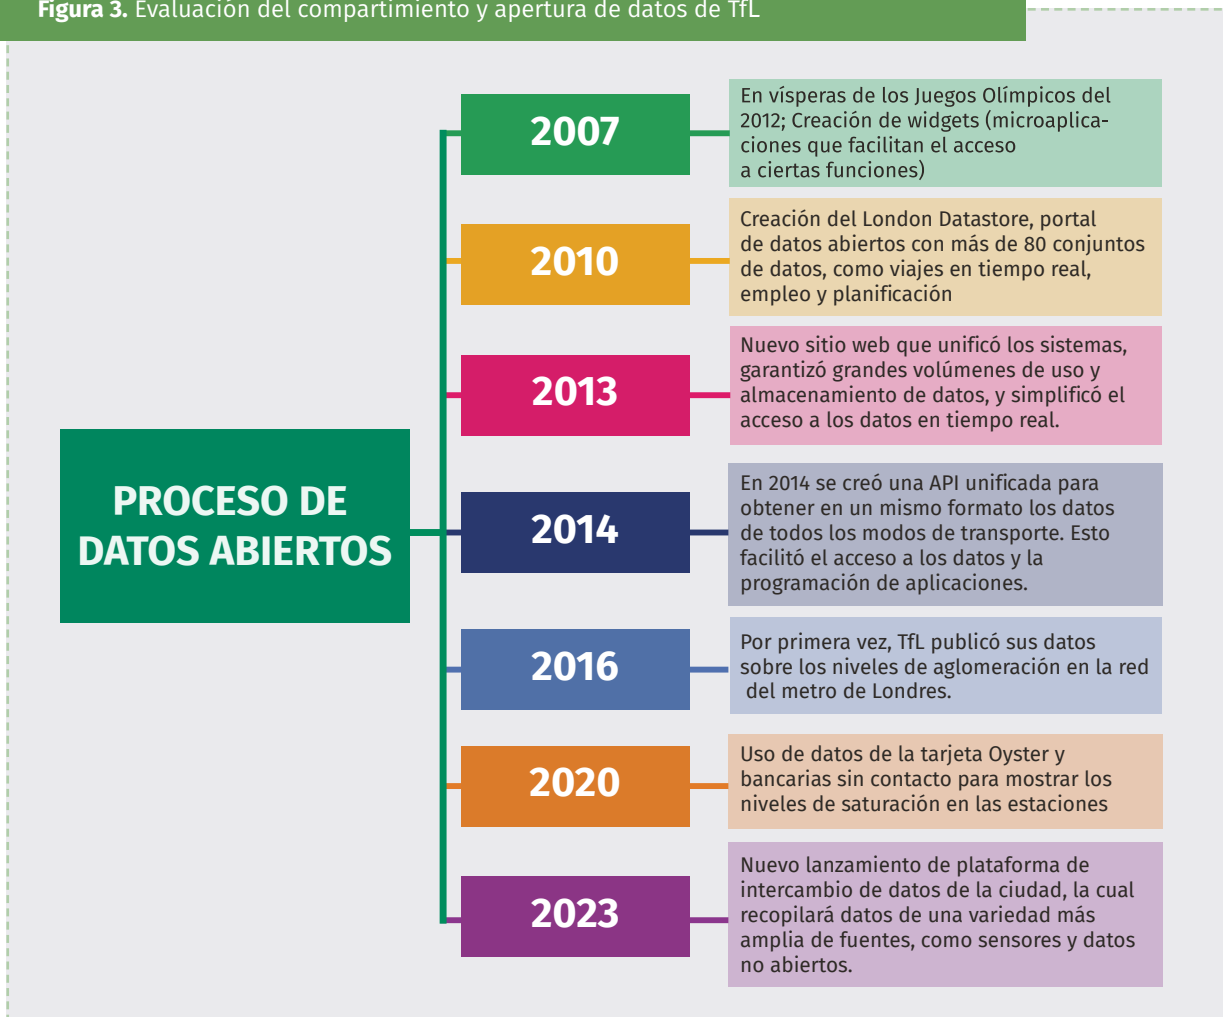 Figura 3. Evaluación del compartimiento y apertura de datos de TfL
PROCESO DE
DATOS ABIERTOS
2007
En vísperas de los Juegos Olímpicos del
2012; Creación de widgets (microaplica-
ciones que facilitan el acceso
a ciertas funciones)
2010
Creación del London Datastore, portal
de datos abiertos con más de 80 conjuntos
de datos, como viajes en tiempo real,
empleo y planificación
2013
Nuevo sitio web que unificó los sistemas,
garantizó grandes volúmenes de uso y
almacenamiento de datos, y simplificó el
acceso a los datos en tiempo real.
2014
En 2014 se creó una API unificada para
obtener en un mismo formato los datos
de todos los modos de transporte. Esto
facilitó el acceso a los datos y la
programación de aplicaciones.
2016
Por primera vez, TfL publicó sus datos
sobre los niveles de aglomeración en la red
del metro de Londres.
2020
Uso de datos de la tarjeta Oyster y
bancarias sin contacto para mostrar los
niveles de saturación en las estaciones
2023
Nuevo lanzamiento de plataforma de
intercambio de datos de la ciudad, la cual
recopilará datos de una variedad más
amplia de fuentes, como sensores y datos
no abiertos.